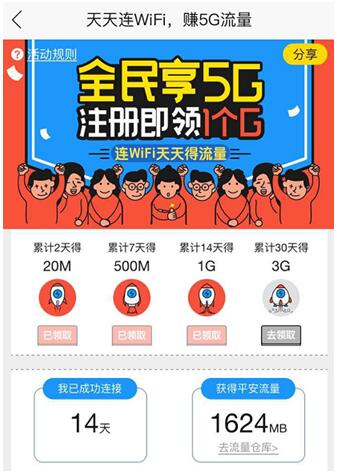 天天连WiFi，赚5G流量
活动规则
分享
全民享5G
注册即领1个G
连WiFi天天得流量
累计2天得 累计7天得 累计14天得 累计30天得
20M 500M 1G 3G
已领取 已领取 已领取 去领取
我已成功连接 获得平安流量
14天 1624MB
去流量仓库>